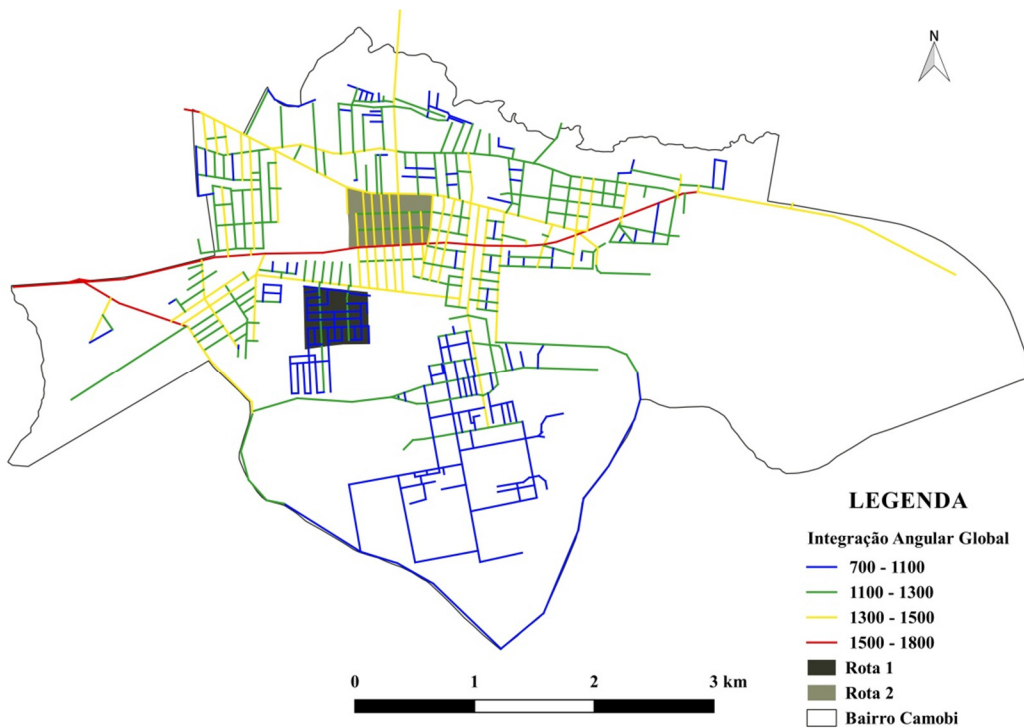 N
LEGENDA
Integração Angular Global
700 - 1100
1100 - 1300
1300 - 1500
1500 - 1800
Rota 1
Rota 2
Bairro Camobi
0 1 2 3 km